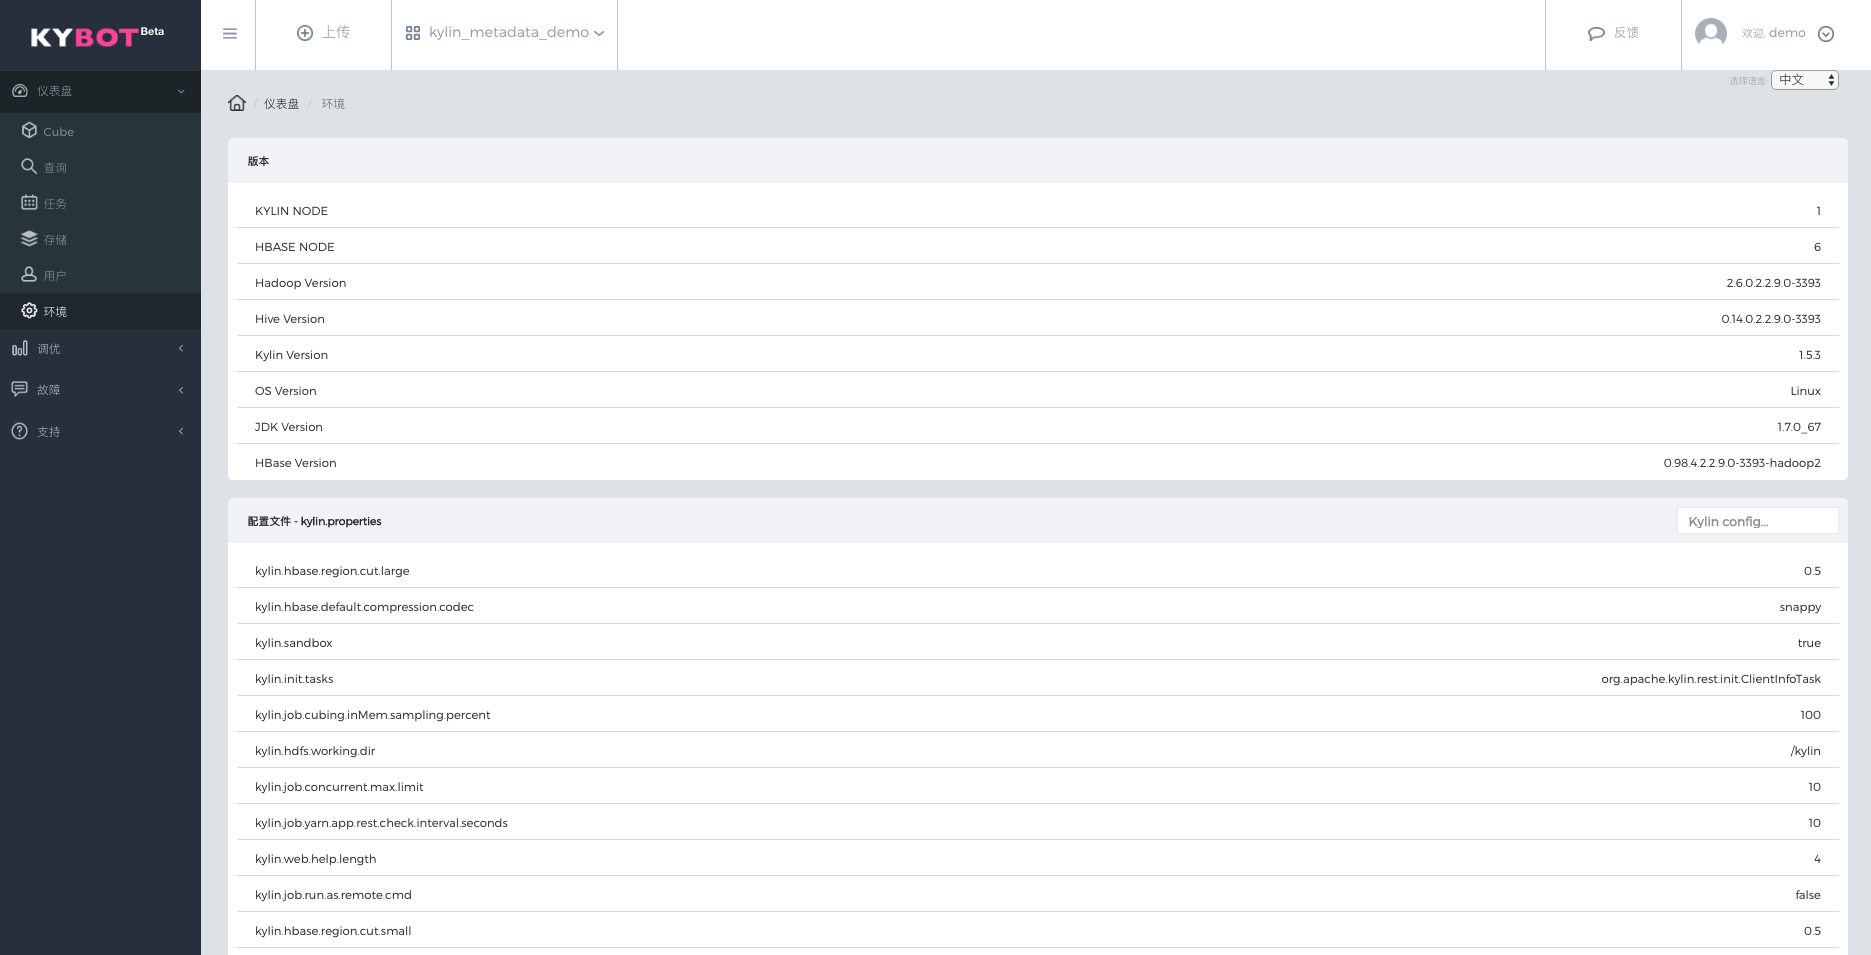 KYBOT Beta
上传
kylin_metadata_demo
反馈
欢迎, demo
选择语言:
中文
仪表盘
Cube
查询
任务
存储
用户
环境
调优
故障
支持
/ 仪表盘 / 环境
版本
KYLIN NODE 1
HBASE NODE 6
Hadoop Version 2.6.0.2.2.9.0-3393
Hive Version 0.14.0.2.2.9.0-3393
Kylin Version 1.5.3
OS Version Linux
JDK Version 1.7.0_67
HBase Version 0.98.4.2.2.9.0-3393-hadoop2
配置文件 - kylin.properties Kylin config...
kylin.hbase.region.cut.large 0.5
kylin.hbase.default.compression.codec snappy
kylin.sandbox true
kylin.init.tasks org.apache.kylin.rest.init.ClientInfoTask
kylin.job.cubing.inMem.sampling.percent 100
kylin.hdfs.working.dir /kylin
kylin.job.concurrent.max.limit 10
kylin.job.yarn.app.rest.check.interval.seconds 10
kylin.web.help.length 4
kylin.job.run.as.remote.cmd false
kylin.hbase.region.cut.small 0.5